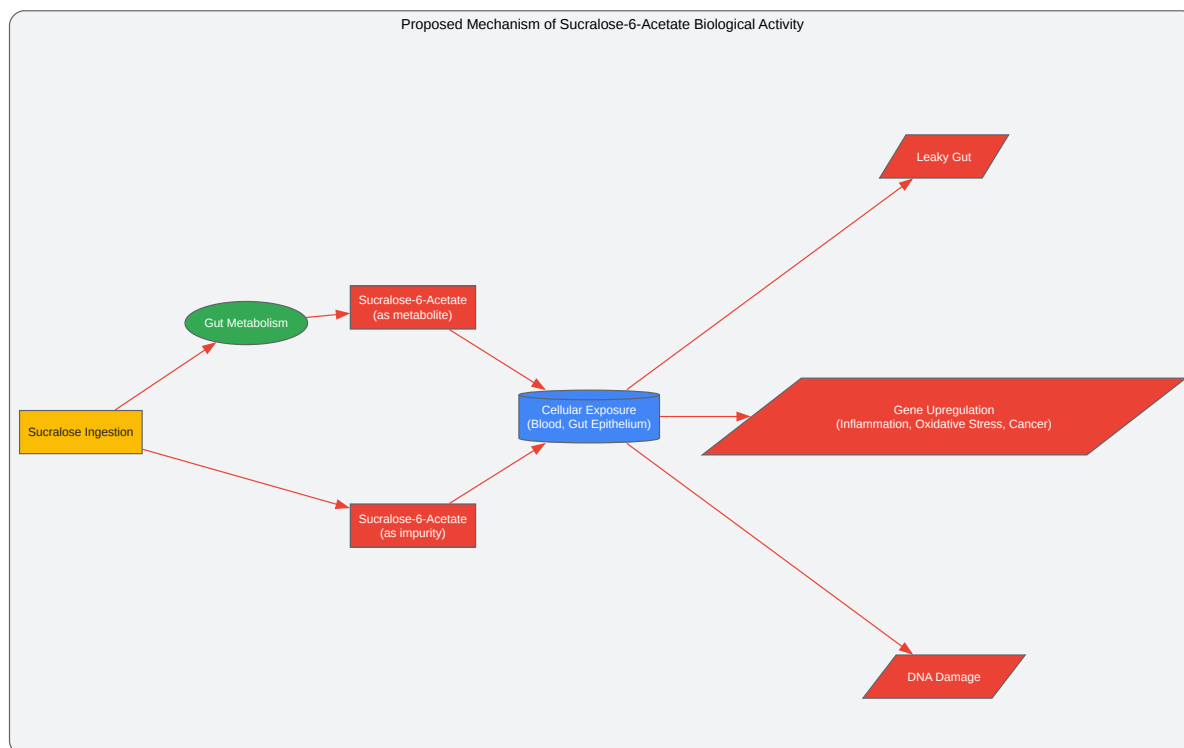 Proposed Mechanism of Sucralose-6-Acetate Biological Activity
Leaky Gut
Sucralose-6-Acetate
(as metabolite)
Gut Metabolism
Cellular Exposure
(Blood, Gut Epithelium)
Gene Upregulation
(Inflammation, Oxidative Stress, Cancer)
Sucralose Ingestion
Sucralose-6-Acetate
(as impurity)
DNA Damage